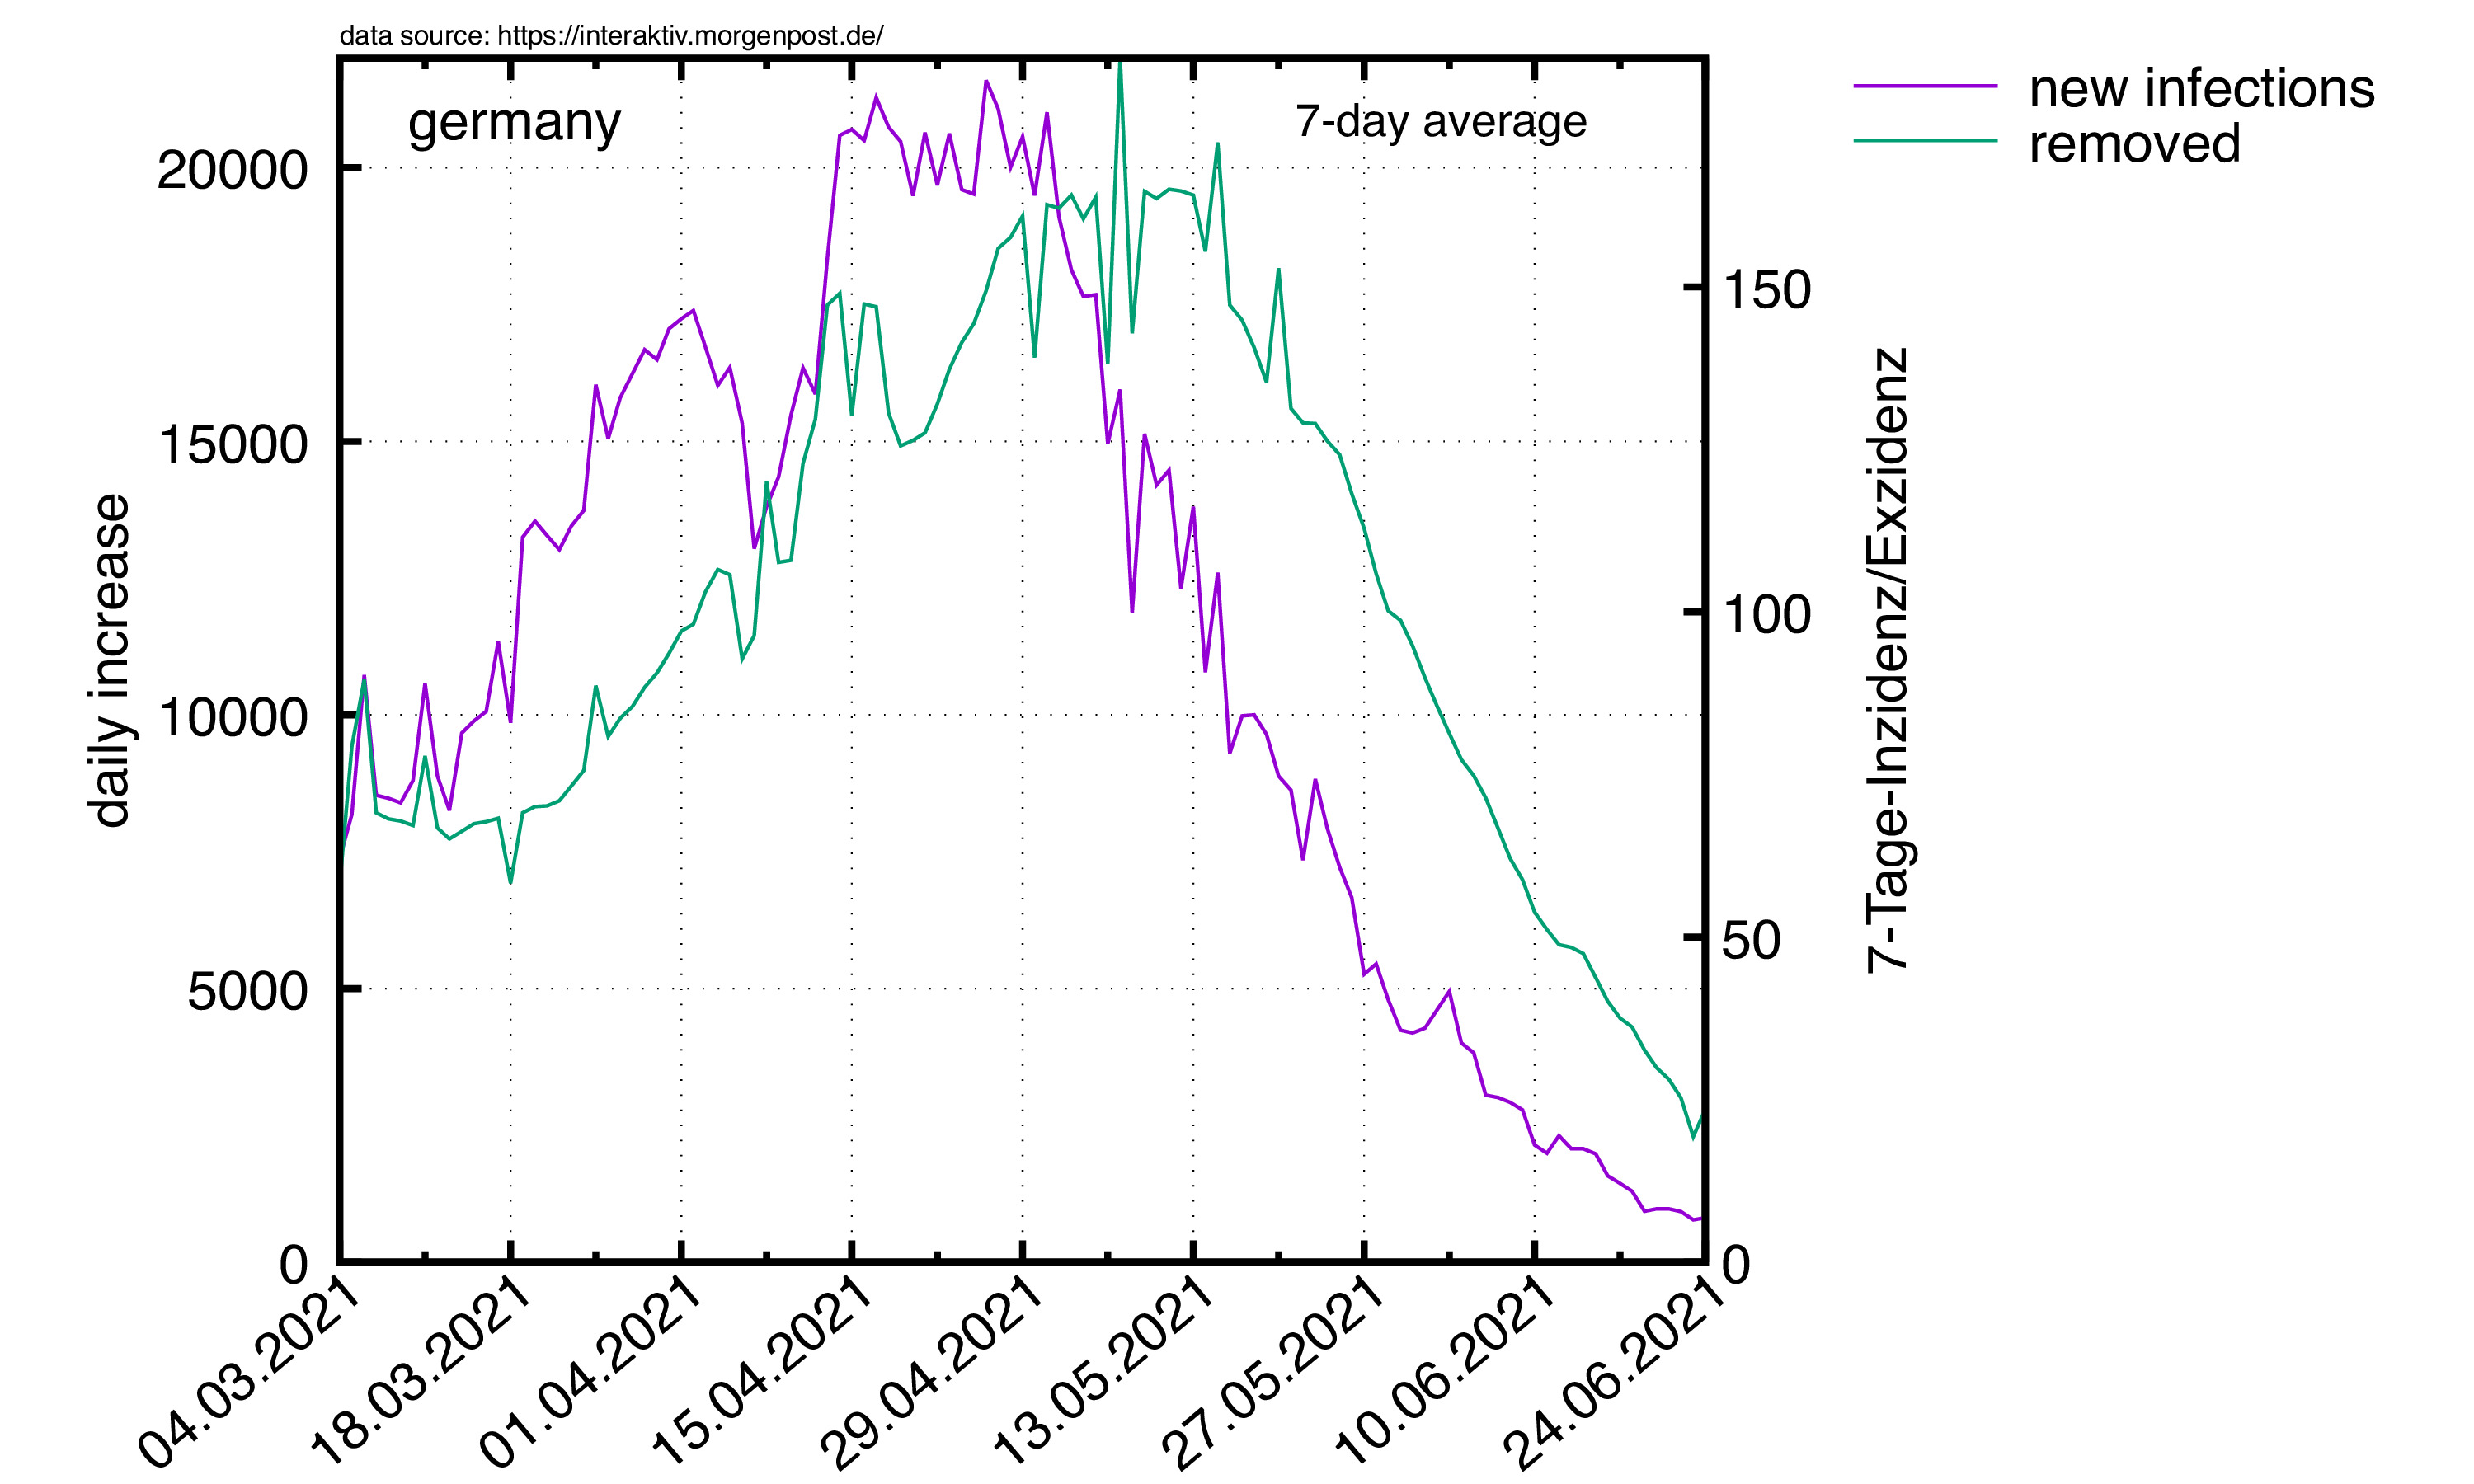 data source: https://interaktiv.morgenpost.de/
germany
7-day average
new infections
removed
20000
15000
10000
5000
0
daily increase
150
100
50
0
7-Tage-Inzidenz/Exzidenz
04.03.2021
18.03.2021
01.04.2021
15.04.2021
29.04.2021
13.05.2021
27.05.2021
10.06.2021
24.06.2021